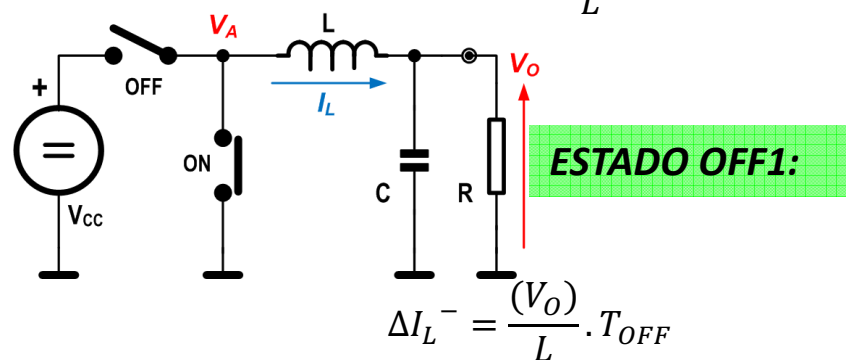 L
V_A
L
OFF
V_O
+
I_L
ESTADO OFF1:
ON
C
R
V_CC
ΔI_L⁻ = (V_O)/L . T_OFF